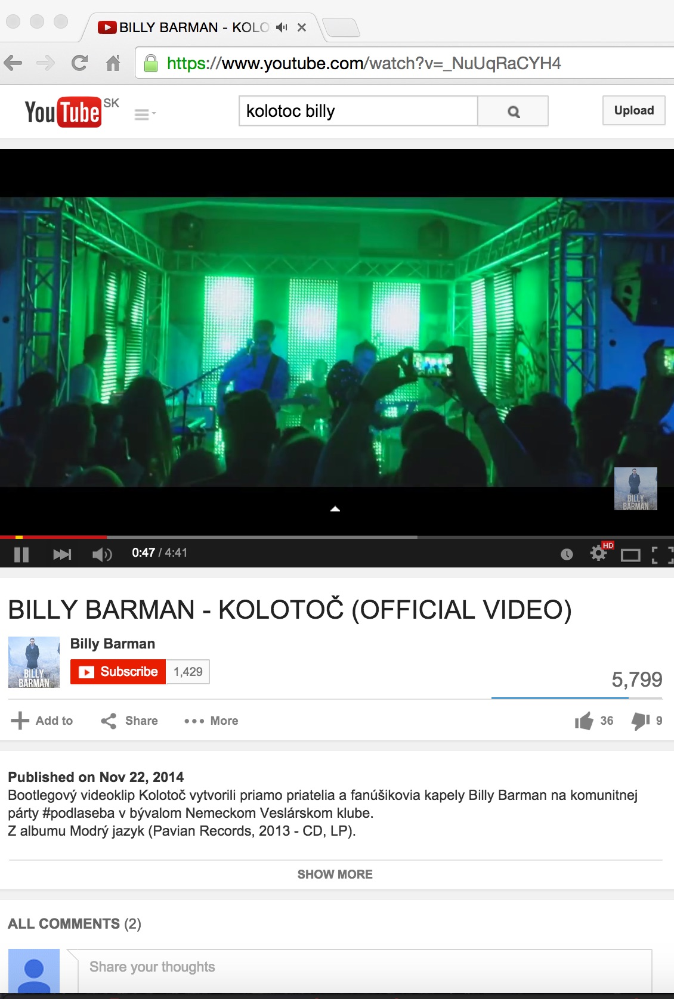 BILLY BARMAN - KOLO
https://www.youtube.com/watch?v=_NuUqRaCYH4
YouTube SK
kolotoc billy
Upload
BILLY
BARMAN
0:47 / 4:41
HD
BILLY BARMAN - KOLOTOČ (OFFICIAL VIDEO)
BILLY
BARMAN
Billy Barman
Subscribe 1,429
5,799
Add to Share More 36 9
Published on Nov 22, 2014
Bootlegový videoklip Kolotoč vytvorili priamo priatelia a fanúšikovia kapely Billy Barman na komunitnej
párty #podlaseba v bývalom Nemeckom Veslárskom klube.
Z albumu Modrý jazyk (Pavian Records, 2013 - CD, LP).
SHOW MORE
ALL COMMENTS (2)
Share your thoughts